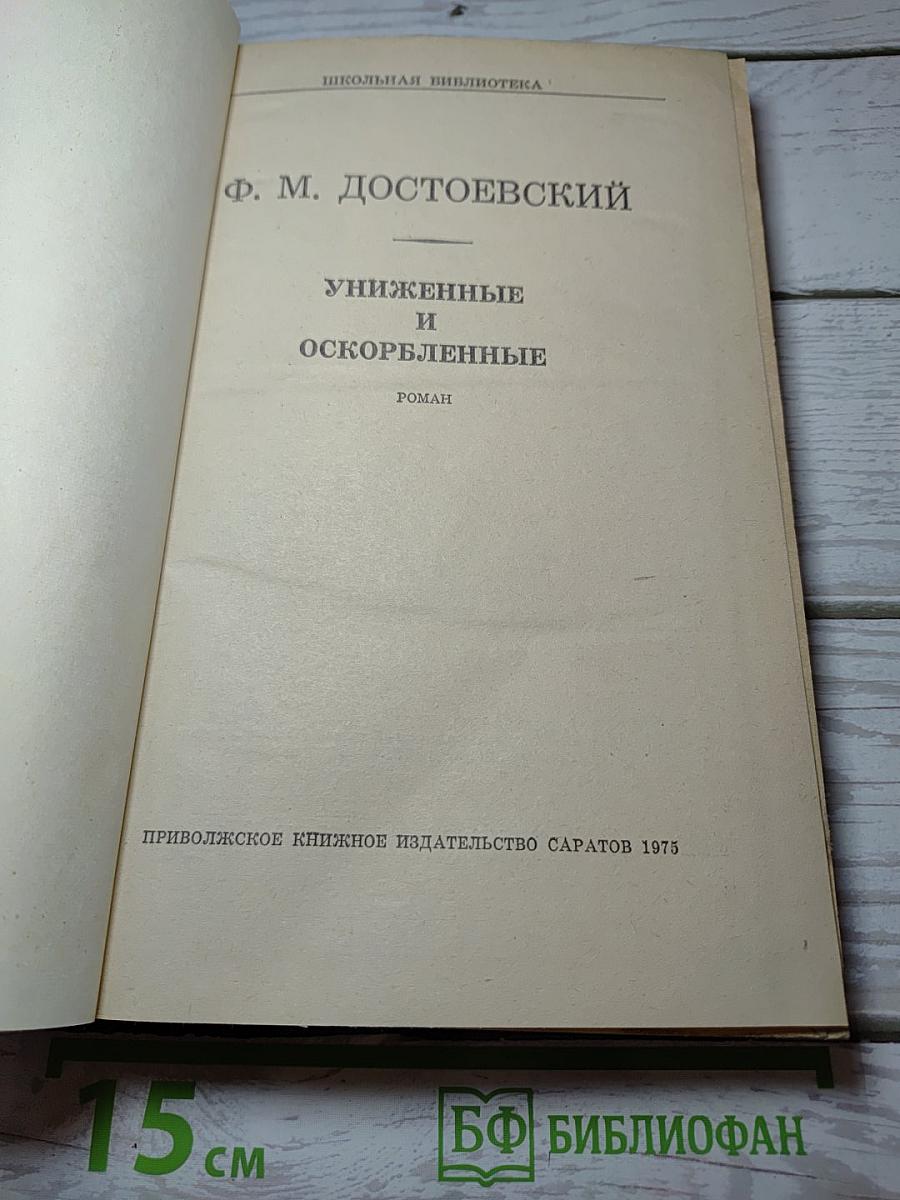 ШКОЛЬНАЯ БИБЛИОТЕКА
Ф. М. ДОСТОЕВСКИЙ
УНИЖЕННЫЕ
И
ОСКОРБЛЕННЫЕ
РОМАН
ПРИВОЛЖСКОЕ КНИЖНОЕ ИЗДАТЕЛЬСТВО САРАТОВ 1975
15 см
БФ БИБЛИОФАН